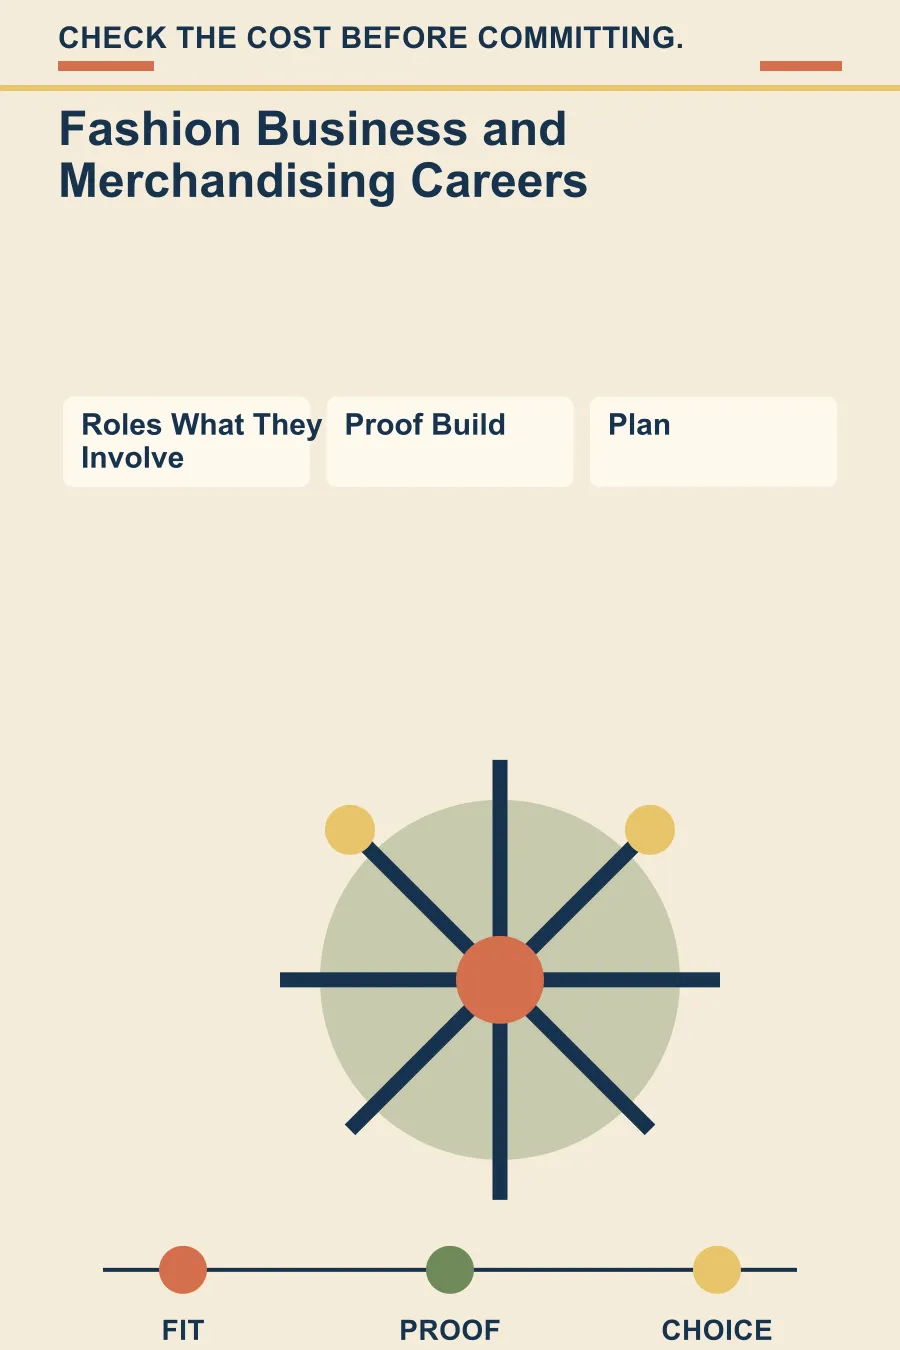 CHECK THE COST BEFORE COMMITTING.
Fashion Business and
Merchandising Careers
Roles What They
Involve
Proof Build
Plan
FIT
PROOF
CHOICE